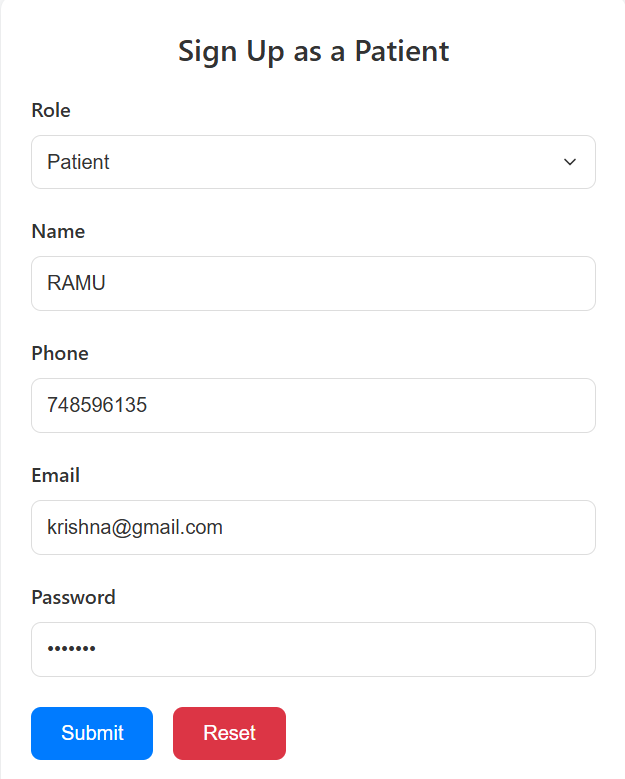 Sign Up as a Patient
Role
Patient
Name
RAMU
Phone
748596135
Email
krishna@gmail.com
Password
•••••••
Submit Reset